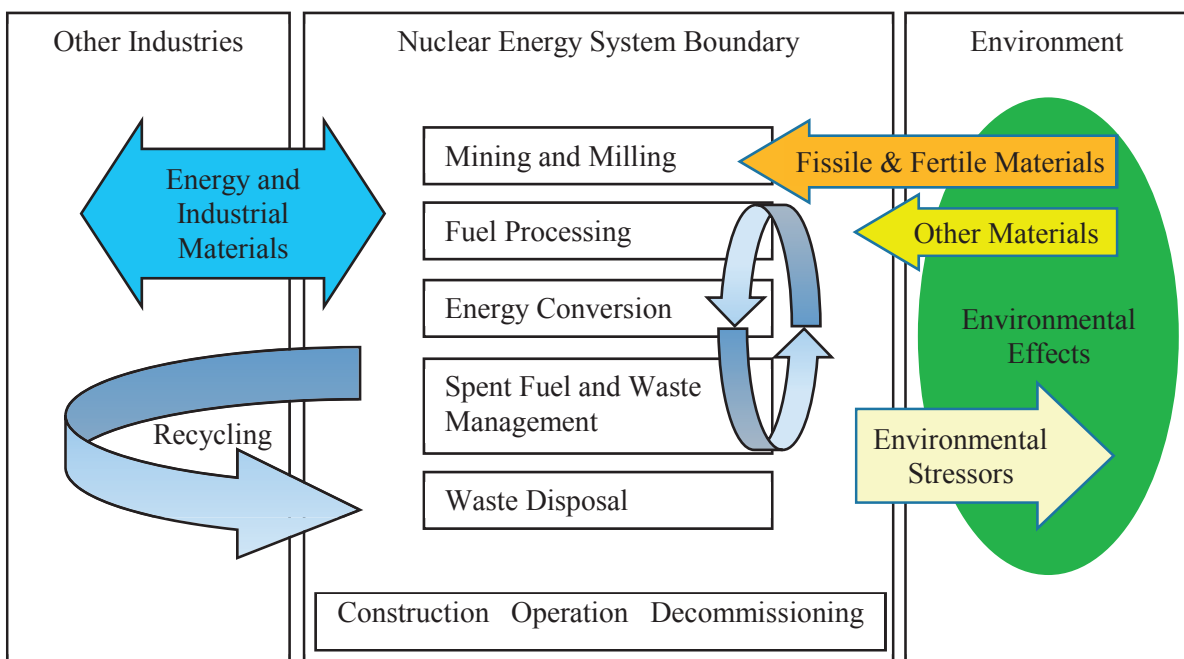 Other Industries
Nuclear Energy System Boundary
Environment
Energy and
Industrial
Materials
Recycling
Mining and Milling
Fuel Processing
Energy Conversion
Spent Fuel and Waste
Management
Waste Disposal
Construction Operation Decommissioning
Fissile & Fertile Materials
Other Materials
Environmental
Effects
Environmental
Stressors